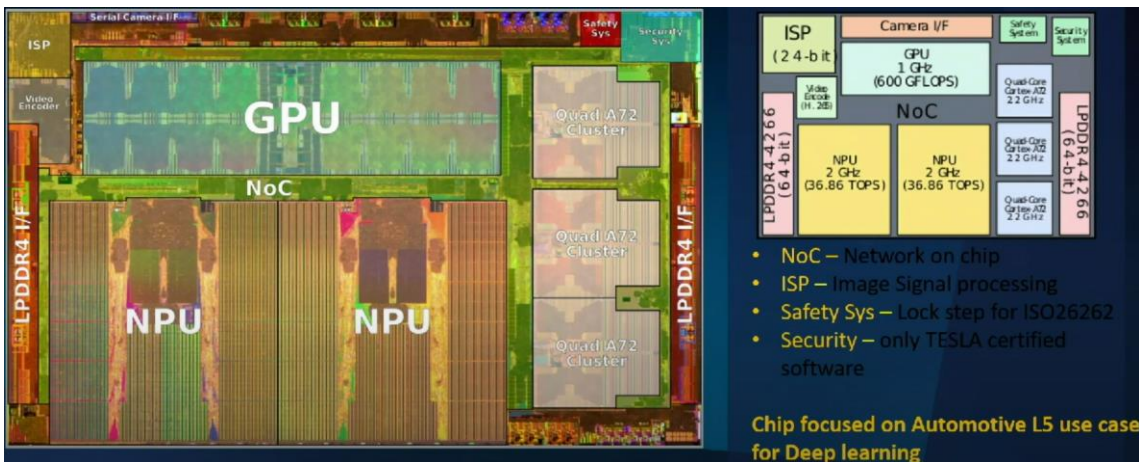 Serial Camera I/F
Safety
Sys
Security
Sys
ISP
Video
Encoder
GPU
Quad A72
Cluster
NoC
LPDDR4 I/F
NPU
NPU
Quad A72
Cluster
Quad A72
Cluster
LPDDR4 I/F
ISP
(24-bit)
Camera I/F
Safety
System
Security
System
GPU
1 GHz
(600 GFLOPS)
Video
Encode
(H.265)
NoC
Quad-Core
Cortex-A72
2.2 GHz
LPDDR4-4266
(64-bit)
NPU
2 GHz
(36.86 TOPS)
NPU
2 GHz
(36.86 TOPS)
Quad-Core
Cortex-A72
2.2 GHz
Quad-Core
Cortex-A72
2.2 GHz
LPDDR4-4266
(64-bit)
• NoC – Network on chip
• ISP – Image Signal processing
• Safety Sys – Lock step for ISO26262
• Security – only TESLA certified
software
Chip focused on Automotive L5 use case
for Deep learning